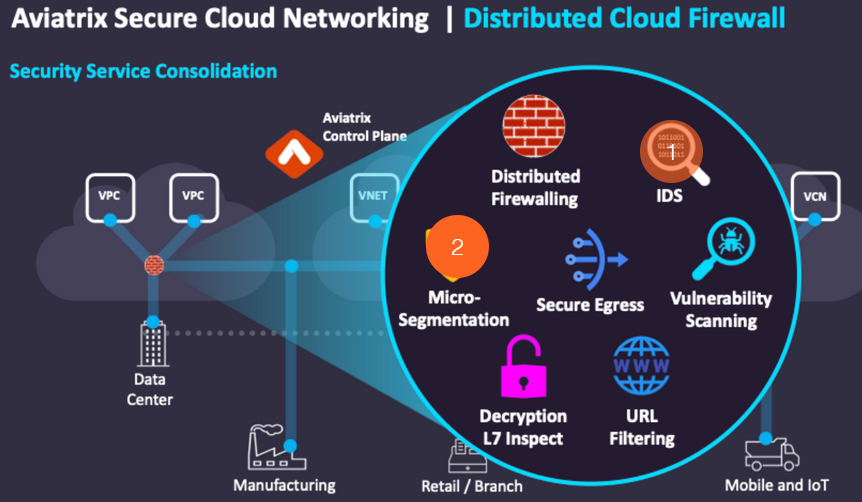 Aviatrix Secure Cloud Networking | Distributed Cloud Firewall
Security Service Consolidation
Aviatrix
Control Plane
VPC
VPC
VNET
VCN
Distributed
Firewalling
1
IDS
2
Micro-
Segmentation
Secure Egress
Vulnerability
Scanning
Decryption
L7 Inspect
WWW
URL
Filtering
Data
Center
Manufacturing
Retail / Branch
Mobile and IoT